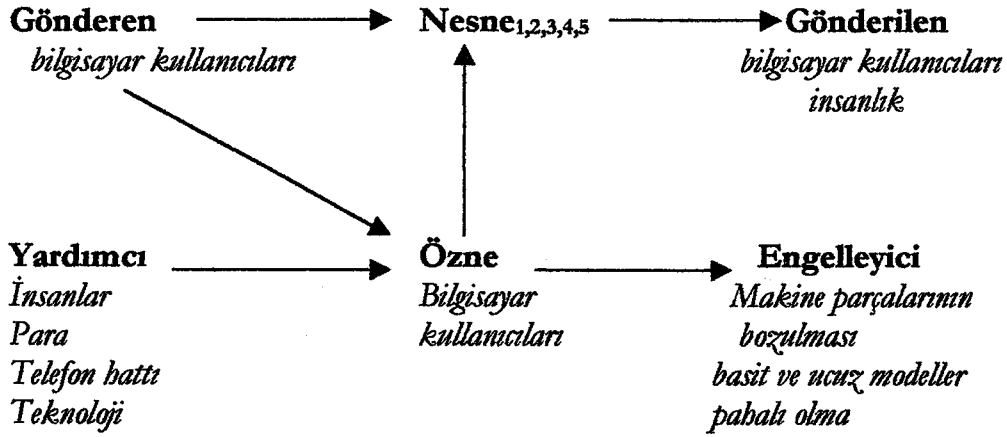 Gönderen Nesne1,2,3,4,5 Gönderilen
bilgisayar kullanıcıları bilgisayar kullanıcıları
insanlık
Yardımcı Özne Engelleyici
İnsanlar Bilgisayar Makine parçalarının
Para kullanıcıları bozulması
Telefon hattı basit ve ucuz modeller
Teknoloji pahalı olma